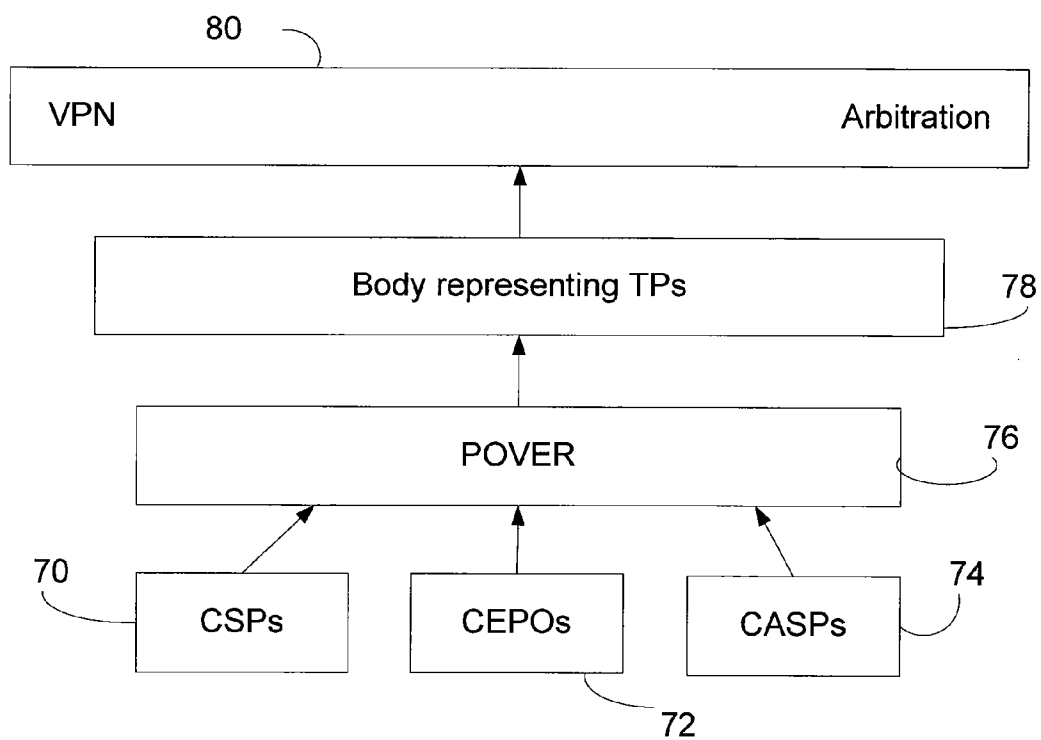 80
VPN Arbitration
Body representing TPs
78
POVER
76
70
CSPs
CEPOs
CASPs
74
72